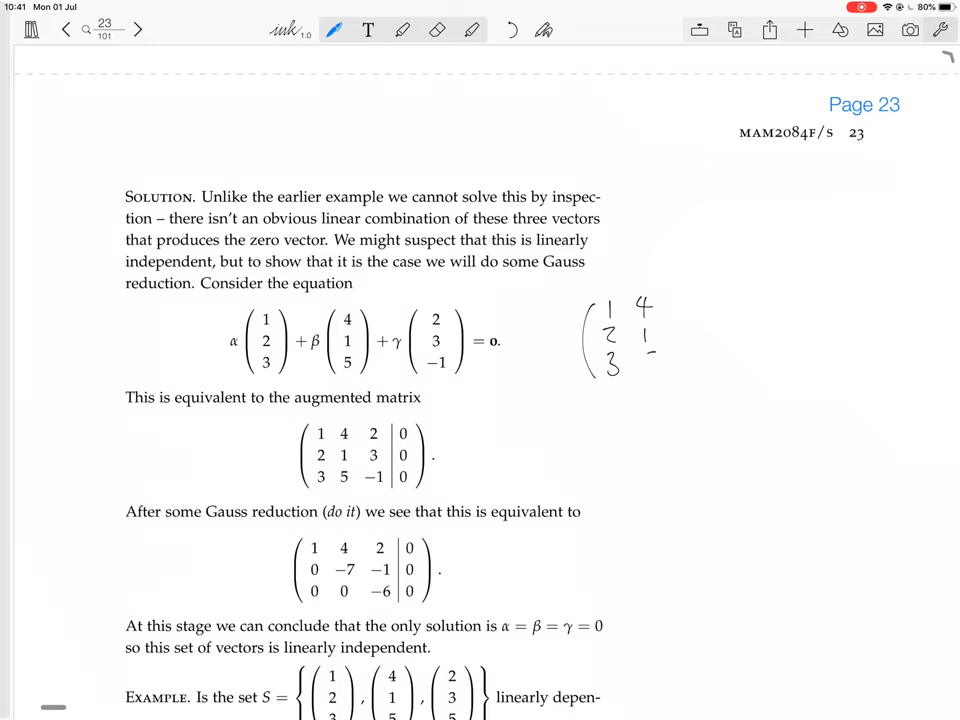 10:41 Mon 01 Jul 80%
23
101
ink 1.0 T
Page 23
MAM2084F/S 23
SOLUTION. Unlike the earlier example we cannot solve this by inspec-
tion – there isn't an obvious linear combination of these three vectors
that produces the zero vector. We might suspect that this is linearly
independent, but to show that it is the case we will do some Gauss
reduction. Consider the equation
α ( 1 2 3 ) + β ( 4 1 5 ) + γ ( 2 3 −1 ) = 0.
( 1 4
2 1
3
This is equivalent to the augmented matrix
( 1 4 2 | 0
2 1 3 | 0
3 5 −1 | 0 ) .
After some Gauss reduction (do it) we see that this is equivalent to
( 1 4 2 | 0
0 −7 −1 | 0
0 0 −6 | 0 ) .
At this stage we can conclude that the only solution is α = β = γ = 0
so this set of vectors is linearly independent.
EXAMPLE. Is the set S = { ( 1 2 3 ) , ( 4 1 5 ) , ( 2 3 5 ) } linearly depen-